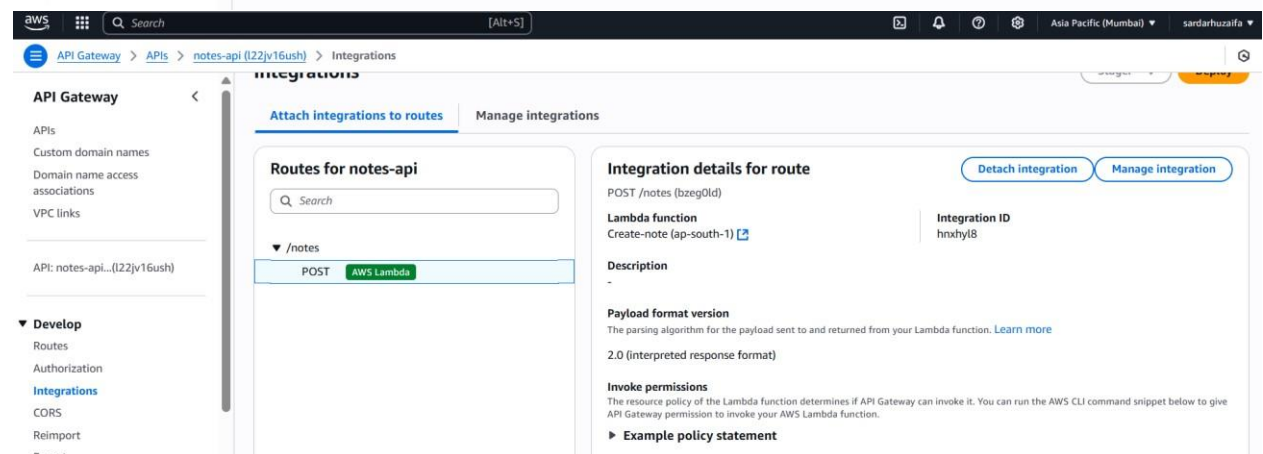 aws
Search [Alt+S] Asia Pacific (Mumbai) ▼ sardarhuzaifa ▼
API Gateway > APIs > notes-api (l22jv16ush) > Integrations
Integrations
Deploy
API Gateway
APIs
Custom domain names
Domain name access
associations
VPC links
API: notes-api...(l22jv16ush)
▼ Develop
Routes
Authorization
Integrations
CORS
Reimport
Attach integrations to routes
Manage integrations
Routes for notes-api
Search
▼ /notes
POST AWS Lambda
Integration details for route
Detach integration
Manage integration
POST /notes (bzeg0ld)
Lambda function
Create-note (ap-south-1)
Integration ID
hnxhyl8
Description
-
Payload format version
The parsing algorithm for the payload sent to and returned from your Lambda function. Learn more
2.0 (interpreted response format)
Invoke permissions
The resource policy of the Lambda function determines if API Gateway can invoke it. You can run the AWS CLI command snippet below to give
API Gateway permission to invoke your AWS Lambda function.
▶ Example policy statement